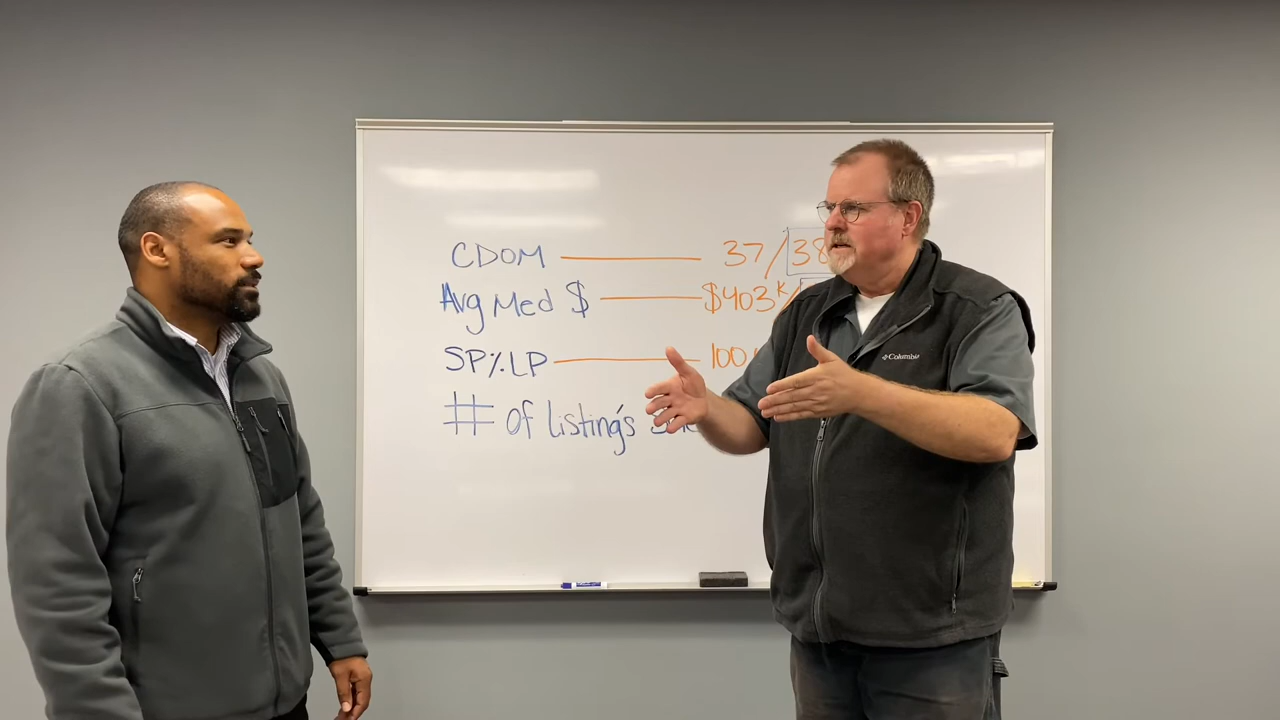 CDOM 37/38
Avg Med $ $403K/
SP%LP 100
# of listing's
Columbia